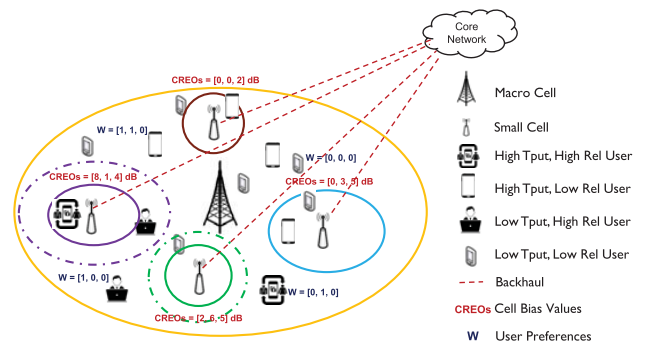 Core
Network
CREOs = [0, 0, 2] dB
Macro Cell
W = [1, 1, 0]
Small Cell
W = [0, 0, 0]
High Tput, High Rel User
CREOs = [8, 1, 4] dB
CREOs = [0, 3, 5] dB
High Tput, Low Rel User
Low Tput, High Rel User
Low Tput, Low Rel User
W = [1, 0, 0]
Backhaul
W = [0, 1, 0]
CREOs Cell Bias Values
CREOs = [2, 6, 5] dB
W User Preferences